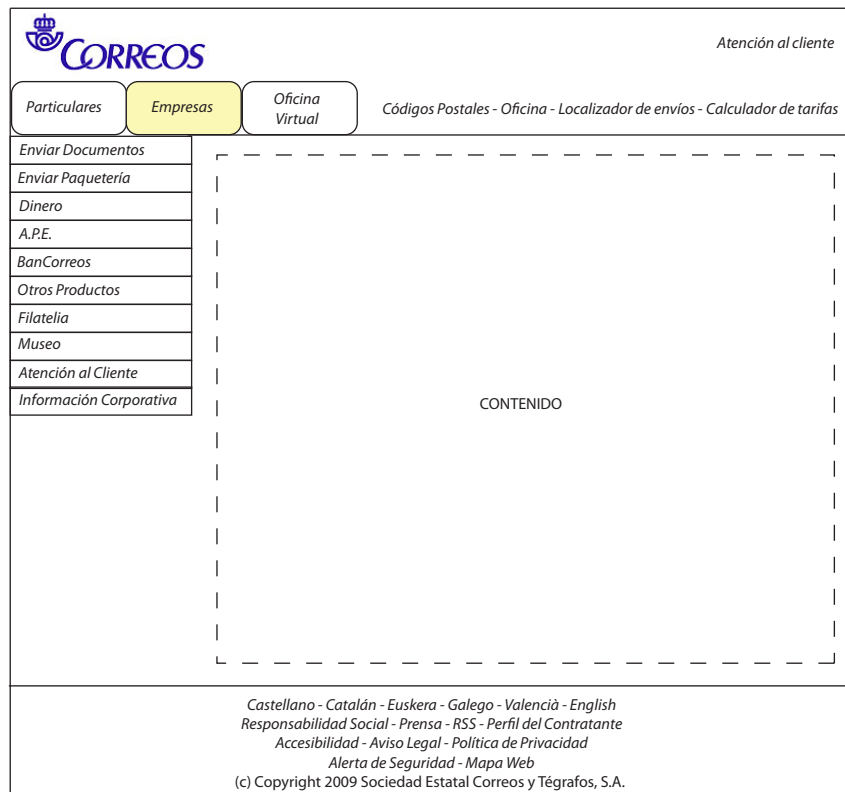 CORREOS
Atención al cliente
Particulares
Empresas
Oficina
Virtual
Códigos Postales - Oficina - Localizador de envíos - Calculador de tarifas
Enviar Documentos
Enviar Paquetería
Dinero
A.P.E.
BanCorreos
Otros Productos
Filatelia
Museo
Atención al Cliente
Información Corporativa
CONTENIDO
Castellano - Catalán - Euskera - Galego - Valencià - English
Responsabilidad Social - Prensa - RSS - Perfil del Contratante
Accesibilidad - Aviso Legal - Política de Privacidad
Alerta de Seguridad - Mapa Web
(c) Copyright 2009 Sociedad Estatal Correos y Tégrafos, S.A.